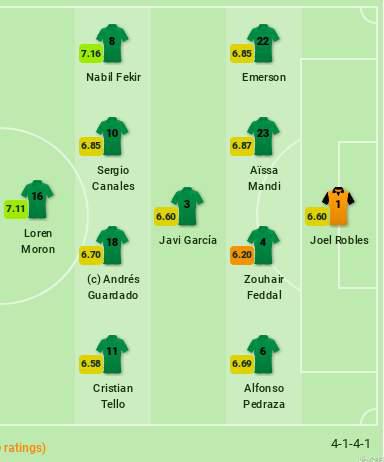 8
7.16
Nabil Fekir
22
6.85
Emerson
10
6.85
Sergio
Canales
23
6.87
Aïssa
Mandi
16
7.11
Loren
Moron
3
6.60
Javi García
1
6.60
Joel Robles
18
6.70
(c) Andrés
Guardado
4
6.20
Zouhair
Feddal
11
6.58
Cristian
Tello
6
6.69
Alfonso
Pedraza
ratings)
4-1-4-1